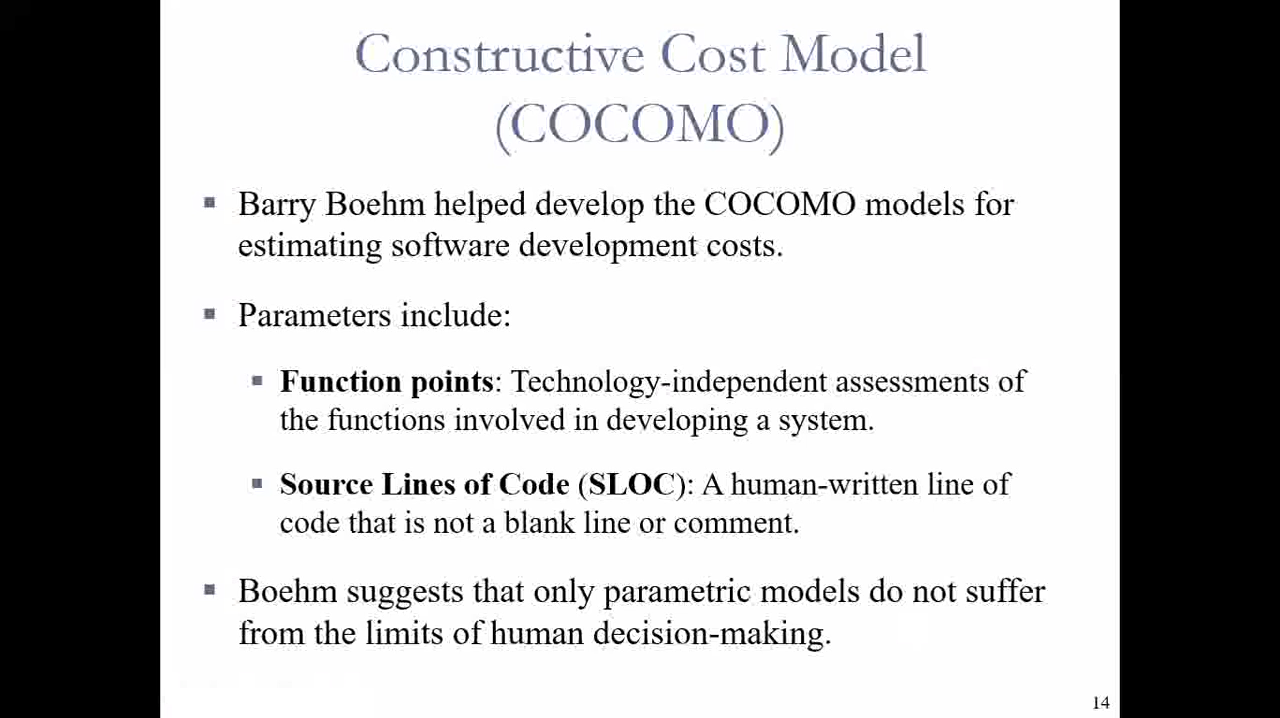 Constructive Cost Model
(COCOMO)
▪ Barry Boehm helped develop the COCOMO models for
estimating software development costs.
▪ Parameters include:
▪ Function points: Technology-independent assessments of
the functions involved in developing a system.
▪ Source Lines of Code (SLOC): A human-written line of
code that is not a blank line or comment.
▪ Boehm suggests that only parametric models do not suffer
from the limits of human decision-making.
14